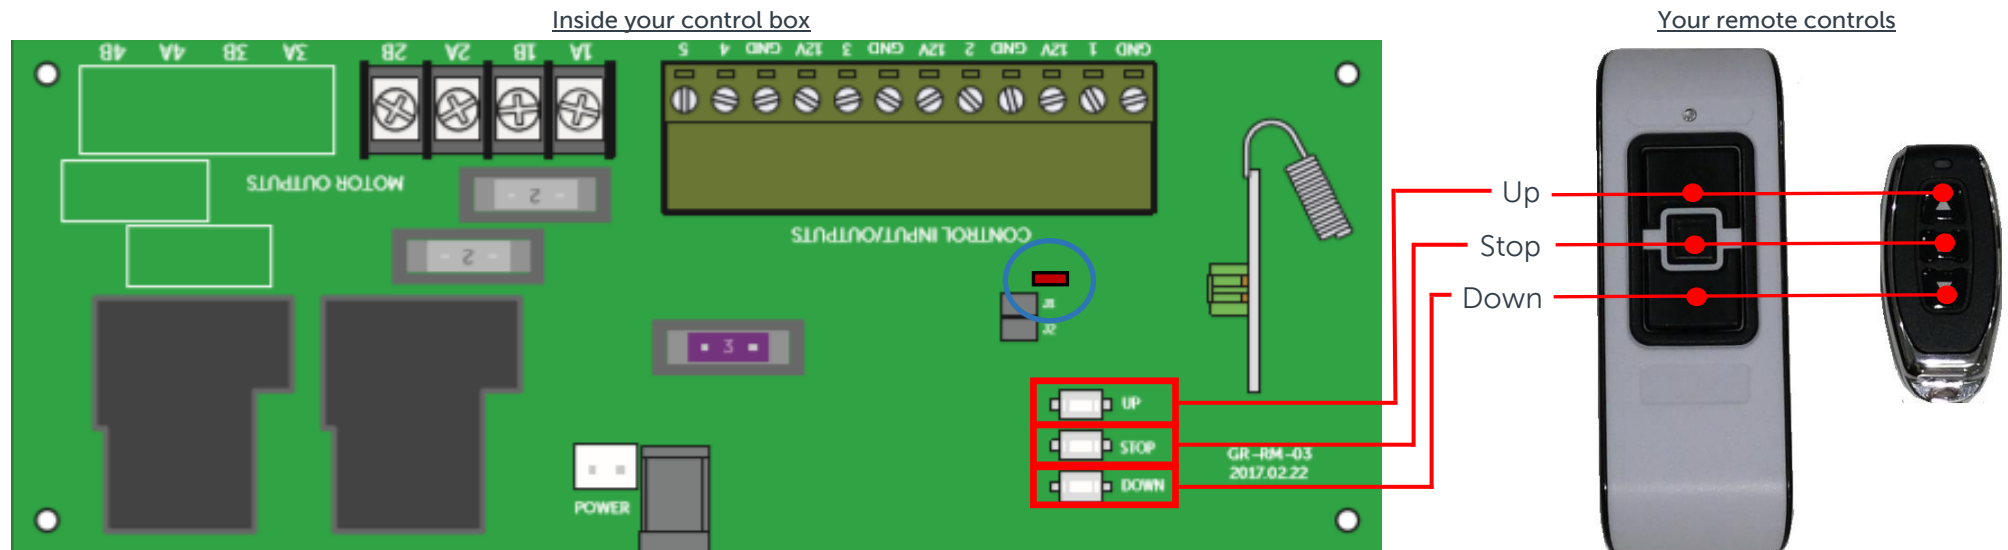 Inside your control box
Your remote controls
4B 4A 3B 3A 2B 2A 1B 1A
5 4 GND 12V 3 GND 12V 2 GND 12V 1 GND
MOTOR OUTPUTS
2
CONTROL INPUT/OUTPUTS
2
J1
J2
3
Up
Stop
Down
UP
STOP
DOWN
GR-RM-03
2017.02.22
POWER